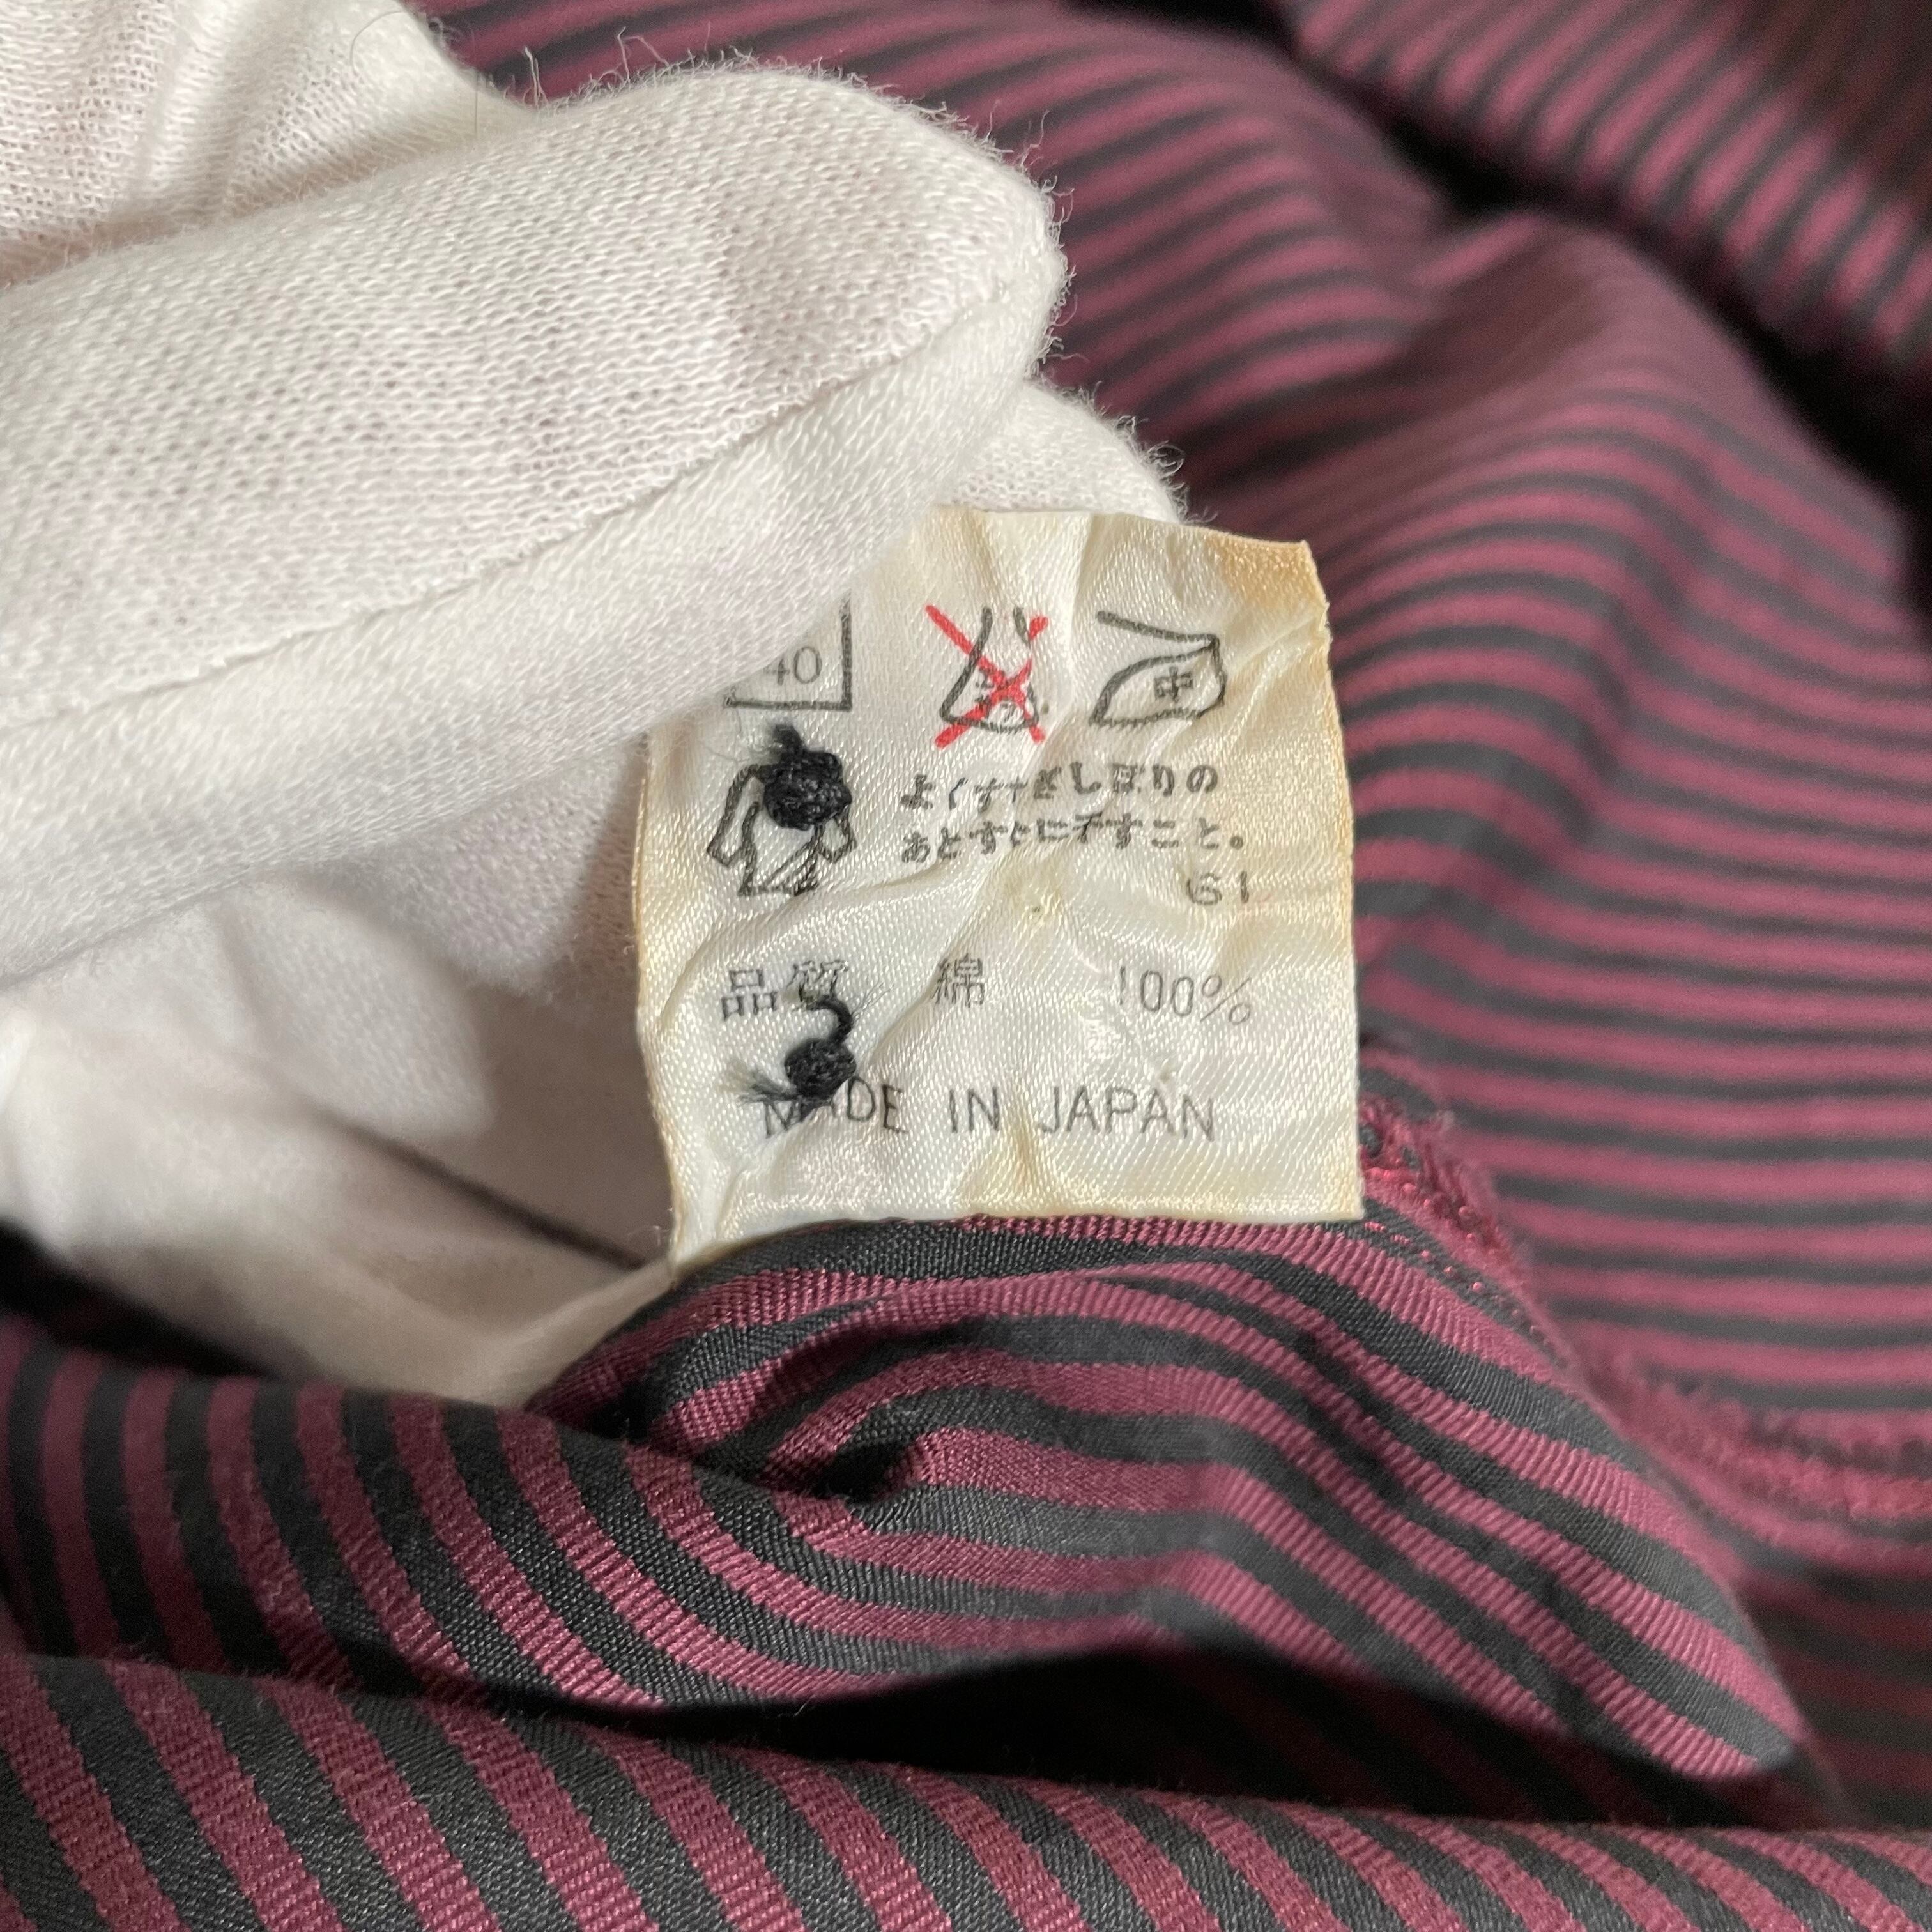 40 中
よくすすぎしぼりの
あとすぐに干すこと。
61
品質 綿 100%
MADE IN JAPAN